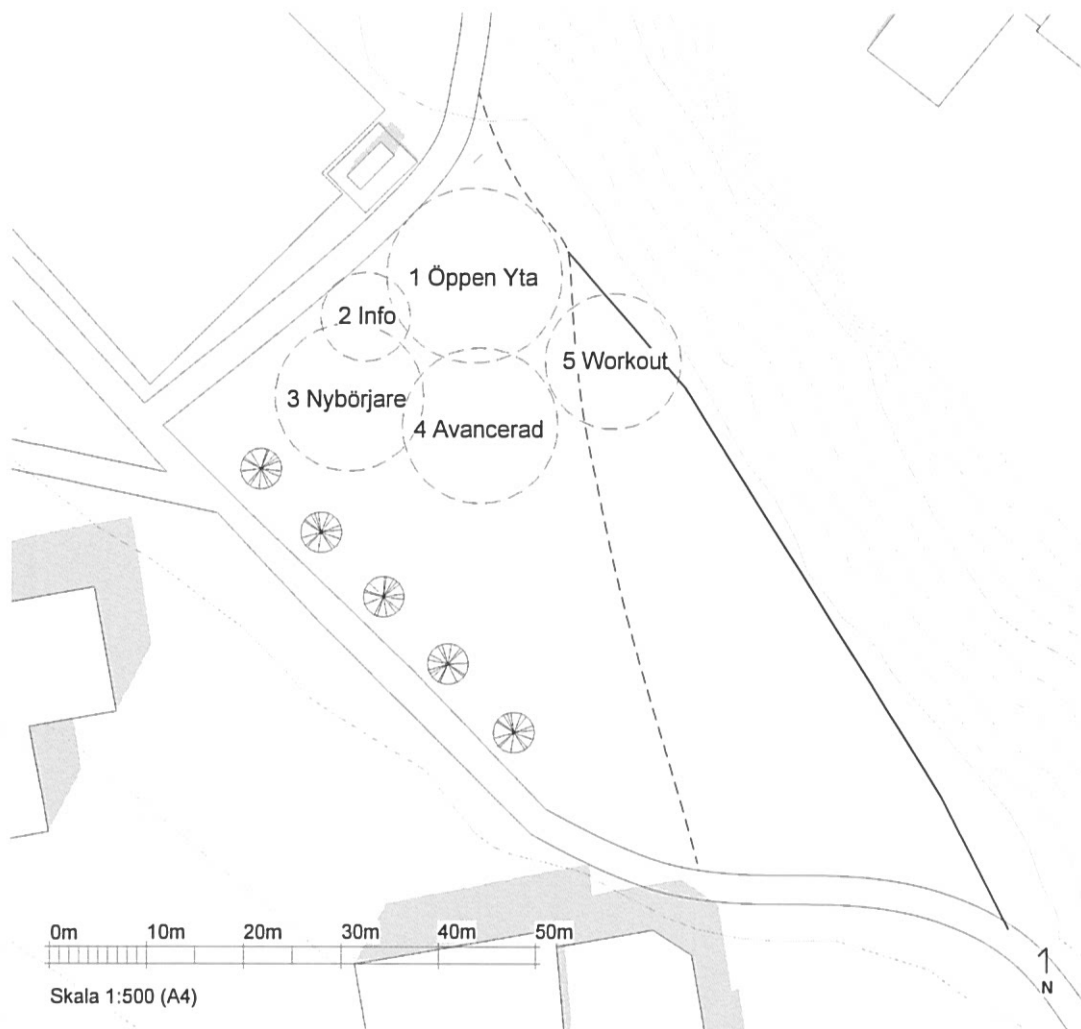 1 Öppen Yta
2 Info
5 Workout
3 Nybörjare
4 Avancerad
0m 10m 20m 30m 40m 50m
Skala 1:500 (A4)
N